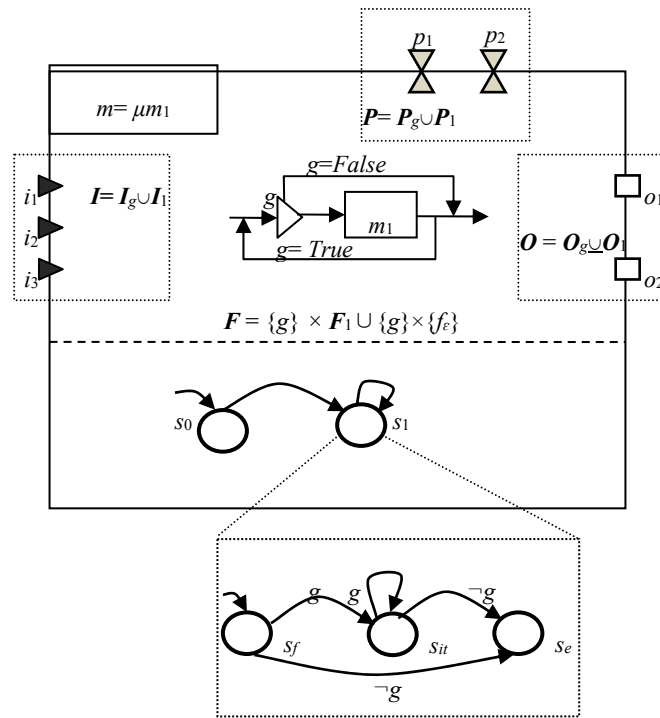 p1 p2
m= μm1
P= Pg∪P1
g=False
i1
I= Ig∪I1
g
o1
i2
m1
g= True
O = Og∪O1
i3
o2
F = {g} × F1 ∪ {g}×{fε}
s0
s1
g
g
¬g
sf
sit
se
¬g